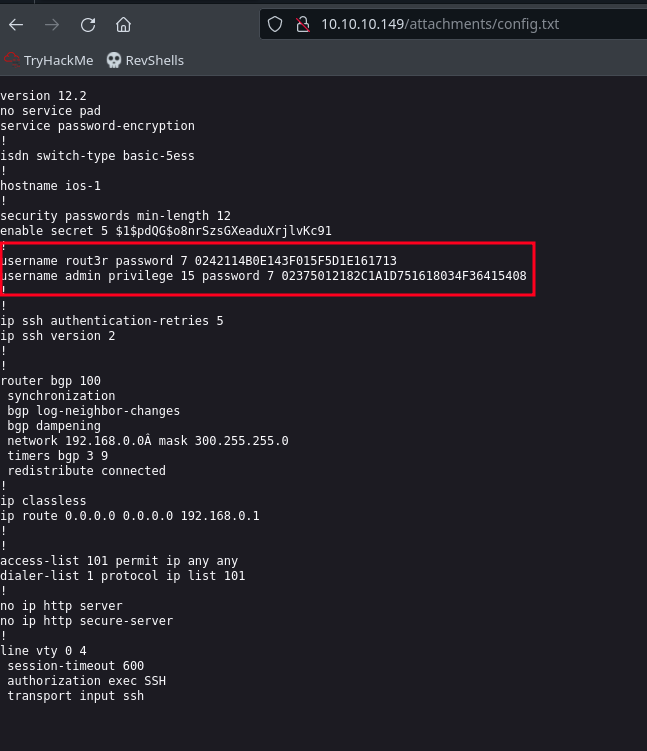 10.10.10.149/attachments/config.txt
TryHackMe RevShells
version 12.2
no service pad
service password-encryption
!
isdn switch-type basic-5ess
!
hostname ios-1
!
security passwords min-length 12
enable secret 5 $1$pdQG$o8nrSzsGXeaduXrjlvKc91
!
username rout3r password 7 0242114B0E143F015F5D1E161713
username admin privilege 15 password 7 02375012182C1A1D751618034F36415408
!
!
ip ssh authentication-retries 5
ip ssh version 2
!
!
router bgp 100
 synchronization
 bgp log-neighbor-changes
 bgp dampening
 network 192.168.0.0Â mask 300.255.255.0
 timers bgp 3 9
 redistribute connected
!
ip classless
ip route 0.0.0.0 0.0.0.0 192.168.0.1
!
!
access-list 101 permit ip any any
dialer-list 1 protocol ip list 101
!
no ip http server
no ip http secure-server
!
line vty 0 4
 session-timeout 600
 authorization exec SSH
 transport input ssh